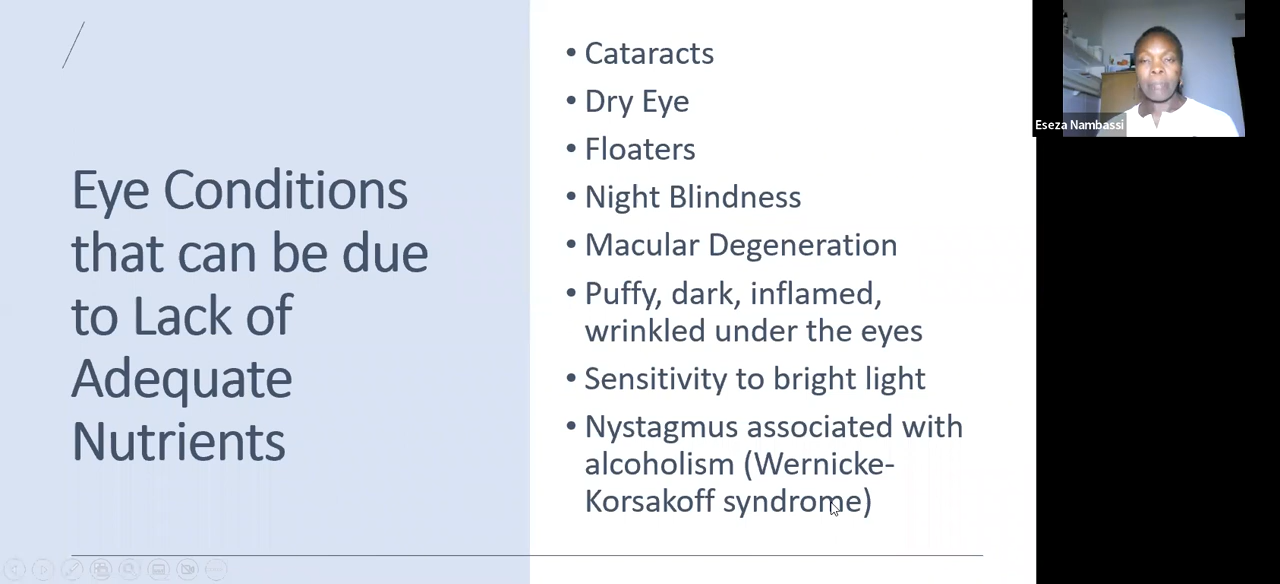 Eye Conditions
that can be due
to Lack of
Adequate
Nutrients
• Cataracts
• Dry Eye
• Floaters
• Night Blindness
• Macular Degeneration
• Puffy, dark, inflamed,
wrinkled under the eyes
• Sensitivity to bright light
• Nystagmus associated with
alcoholism (Wernicke-
Korsakoff syndrome)
Eseza Nambassi